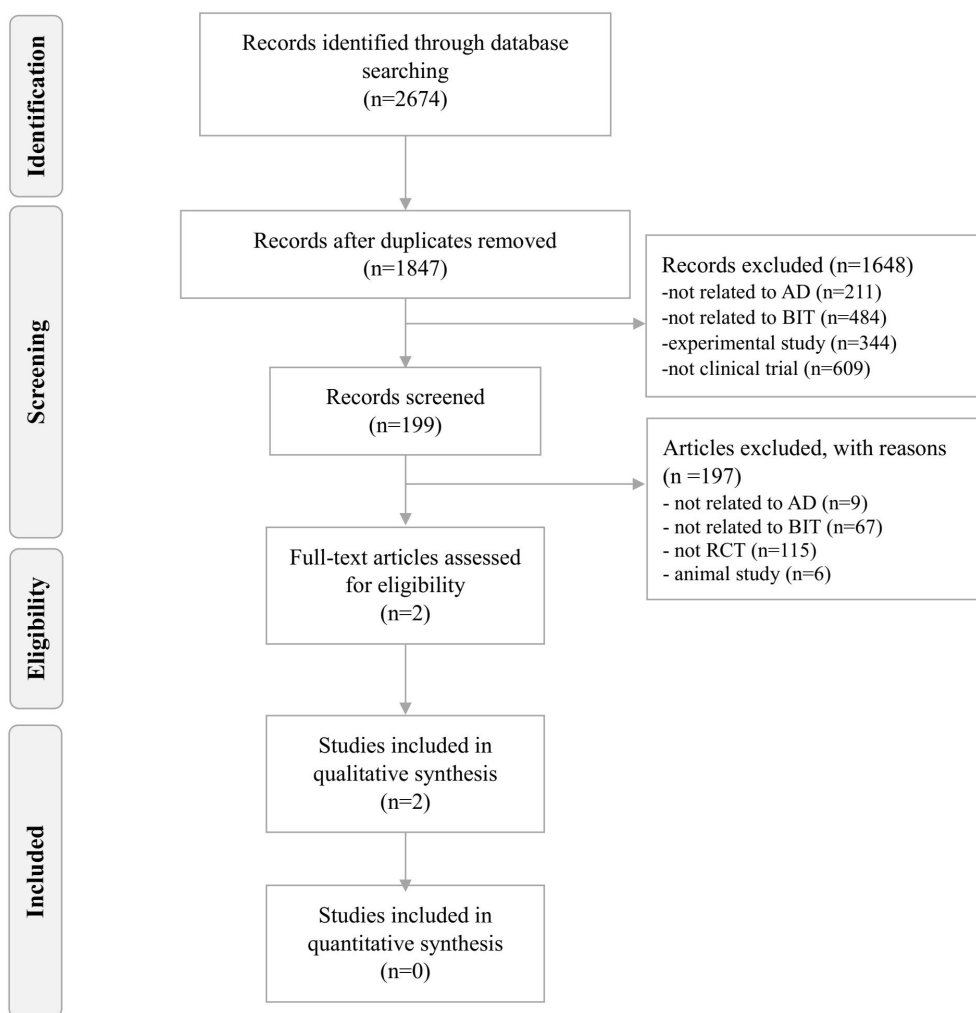 Identification
Records identified through database
searching
(n=2674)
Screening
Records after duplicates removed
(n=1847)
Records excluded (n=1648)
-not related to AD (n=211)
-not related to BIT (n=484)
-experimental study (n=344)
-not clinical trial (n=609)
Records screened
(n=199)
Articles excluded, with reasons
(n =197)
- not related to AD (n=9)
- not related to BIT (n=67)
- not RCT (n=115)
- animal study (n=6)
Eligibility
Full-text articles assessed
for eligibility
(n=2)
Included
Studies included in
qualitative synthesis
(n=2)
Studies included in
quantitative synthesis
(n=0)